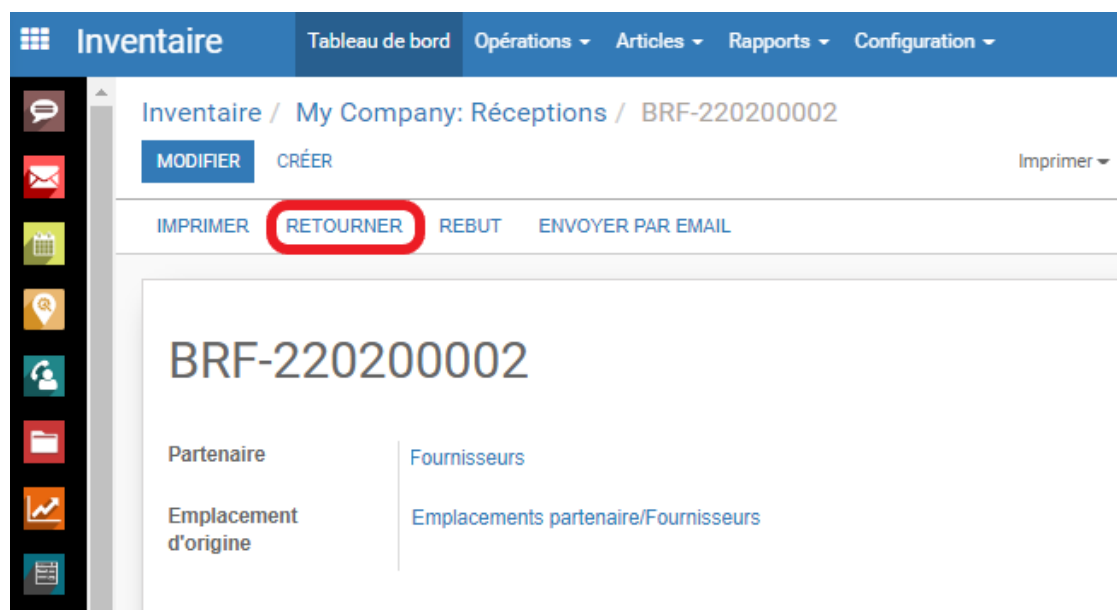 Inventaire Tableau de bord Opérations Articles Rapports Configuration
Inventaire / My Company: Réceptions / BRF-220200002
MODIFIER CRÉER Imprimer
IMPRIMER RETOURNER REBUT ENVOYER PAR EMAIL
BRF-220200002
Partenaire Fournisseurs
Emplacement Emplacements partenaire/Fournisseurs
d'origine